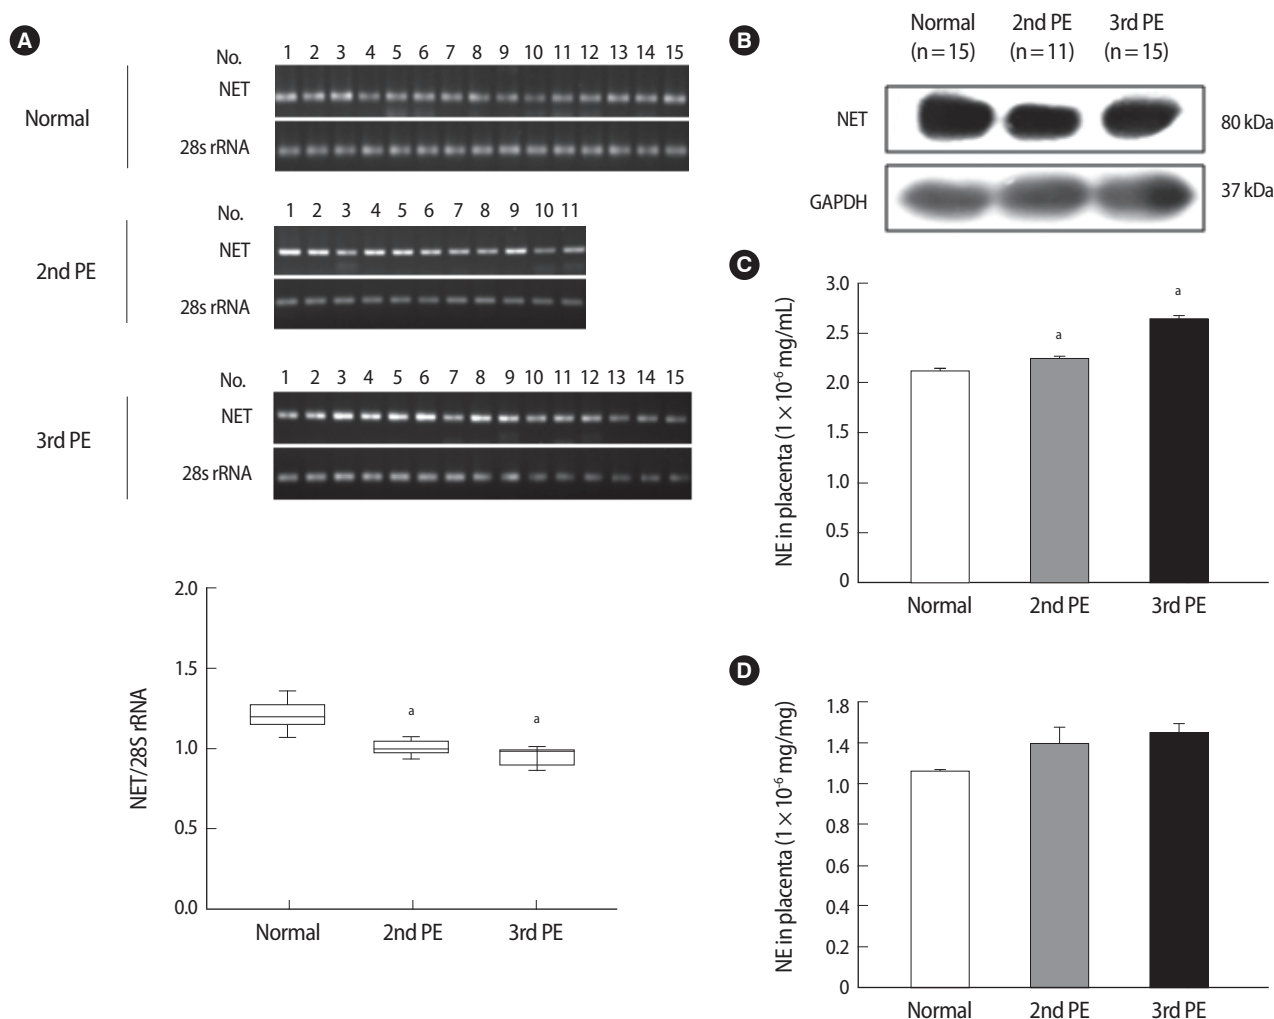 A
No. 1 2 3 4 5 6 7 8 9 10 11 12 13 14 15
NET
Normal
28s rRNA
No. 1 2 3 4 5 6 7 8 9 10 11
NET
2nd PE
28s rRNA
No. 1 2 3 4 5 6 7 8 9 10 11 12 13 14 15
NET
3rd PE
28s rRNA
NET/28S rRNA
2.0
1.5
1.0
0.5
0.0
a
a
Normal 2nd PE 3rd PE
B
Normal 2nd PE 3rd PE
(n=15) (n=11) (n=15)
NET 80 kDa
GAPDH 37 kDa
C
NE in placenta (1 × 10⁻⁶ mg/mL)
3.0
2.5
2.0
1.5
1.0
0.5
0
a
a
Normal 2nd PE 3rd PE
D
NE in placenta (1 × 10⁻⁶ mg/mg)
1.8
1.4
1.0
0.8
0.6
0.4
0.2
0
Normal 2nd PE 3rd PE